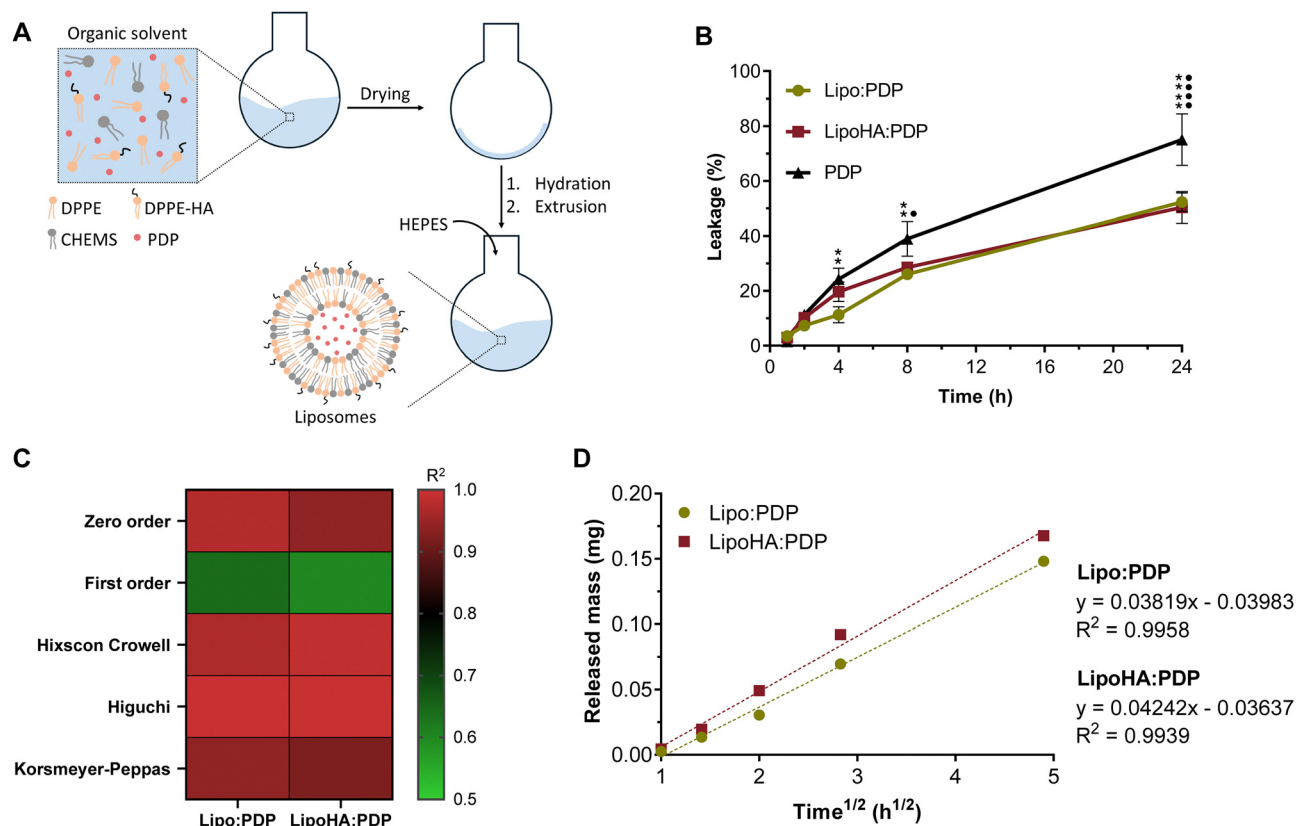 A
Organic solvent
Drying
DPPE
DPPE-HA
CHEMS
PDP
1. Hydration
2. Extrusion
HEPES
Liposomes
B
Leakage (%)
100
80
60
40
20
0
0
4
8
12
16
20
24
Time (h)
Lipo:PDP
LipoHA:PDP
PDP
**
**●
****●●●●
C
R²
Zero order
First order
Hixscon Crowell
Higuchi
Korsmeyer-Peppas
Lipo:PDP
LipoHA:PDP
1.0
0.9
0.8
0.7
0.6
0.5
D
Released mass (mg)
0.20
0.15
0.10
0.05
0.00
1
2
3
4
5
Time^1/2 (h^1/2)
Lipo:PDP
LipoHA:PDP
Lipo:PDP
y = 0.03819x - 0.03983
R² = 0.9958
LipoHA:PDP
y = 0.04242x - 0.03637
R² = 0.9939